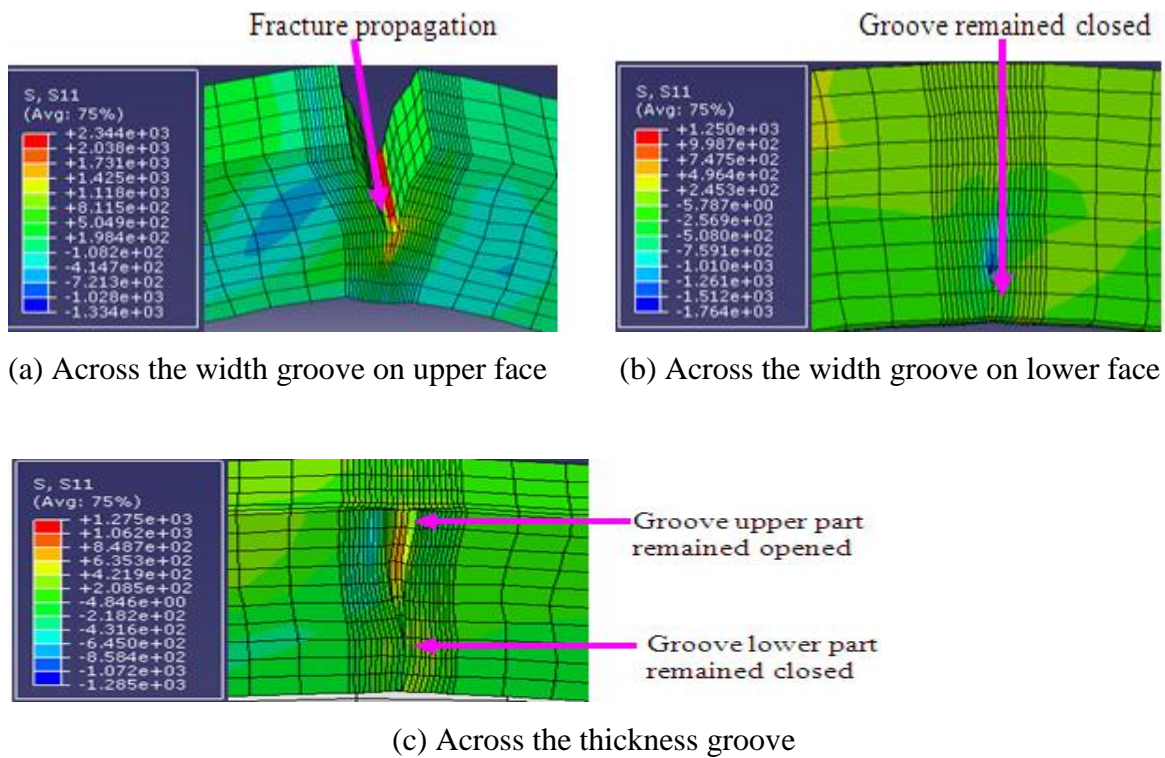 Fracture propagation
Groove remained closed
S, S11
(Avg: 75%)
+2.344e+03
+2.038e+03
+1.731e+03
+1.425e+03
+1.118e+03
+8.115e+02
+5.049e+02
+1.984e+02
-1.082e+02
-4.147e+02
-7.213e+02
-1.028e+03
-1.334e+03
S, S11
(Avg: 75%)
+1.250e+03
+9.987e+02
+7.475e+02
+4.964e+02
+2.453e+02
-5.787e+00
-2.569e+02
-5.080e+02
-7.591e+02
-1.010e+03
-1.261e+03
-1.512e+03
-1.764e+03
(a) Across the width groove on upper face
(b) Across the width groove on lower face
S, S11
(Avg: 75%)
+1.275e+03
+1.062e+03
+8.487e+02
+6.353e+02
+4.219e+02
+2.085e+02
-4.846e+00
-2.182e+02
-4.316e+02
-6.450e+02
-8.584e+02
-1.072e+03
-1.285e+03
Groove upper part
remained opened
Groove lower part
remained closed
(c) Across the thickness groove